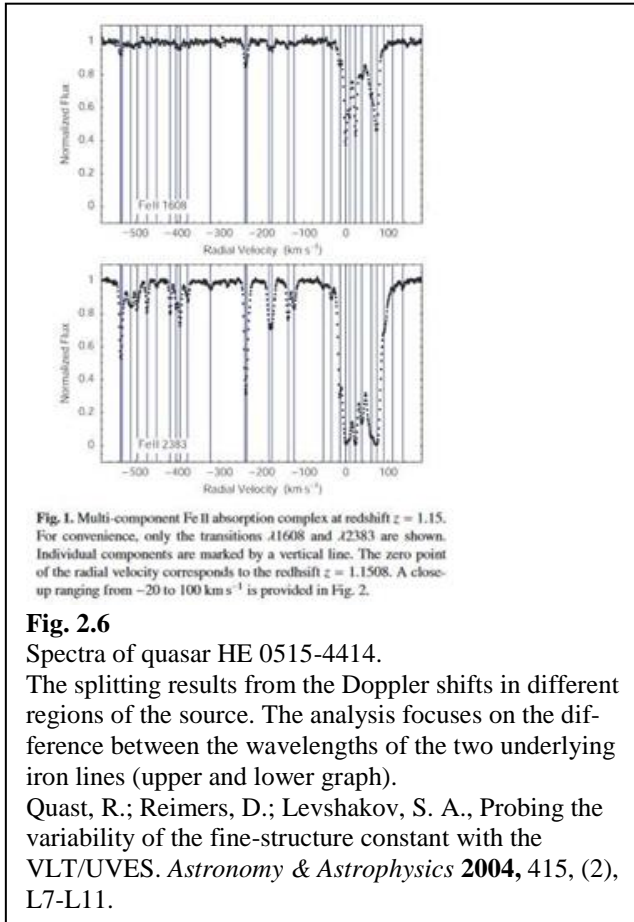 1
0.8
0.6
0.4
0.2
0
Normalized Flux
FeII 1608
−500 −400 −300 −200 −100 0 100
Radial Velocity (km s⁻¹)
1
0.8
0.6
0.4
0.2
0
Normalized Flux
FeII 2383
−500 −400 −300 −200 −100 0 100
Radial Velocity (km s⁻¹)
Fig. 1. Multi-component Fe II absorption complex at redshift z = 1.15.
For convenience, only the transitions λ1608 and λ2383 are shown.
Individual components are marked by a vertical line. The zero point
of the radial velocity corresponds to the redhsift z = 1.1508. A close-
up ranging from −20 to 100 km s⁻¹ is provided in Fig. 2.
Fig. 2.6
Spectra of quasar HE 0515-4414.
The splitting results from the Doppler shifts in different
regions of the source. The analysis focuses on the dif-
ference between the wavelengths of the two underlying
iron lines (upper and lower graph).
Quast, R.; Reimers, D.; Levshakov, S. A., Probing the
variability of the fine-structure constant with the
VLT/UVES. Astronomy & Astrophysics 2004, 415, (2),
L7-L11.